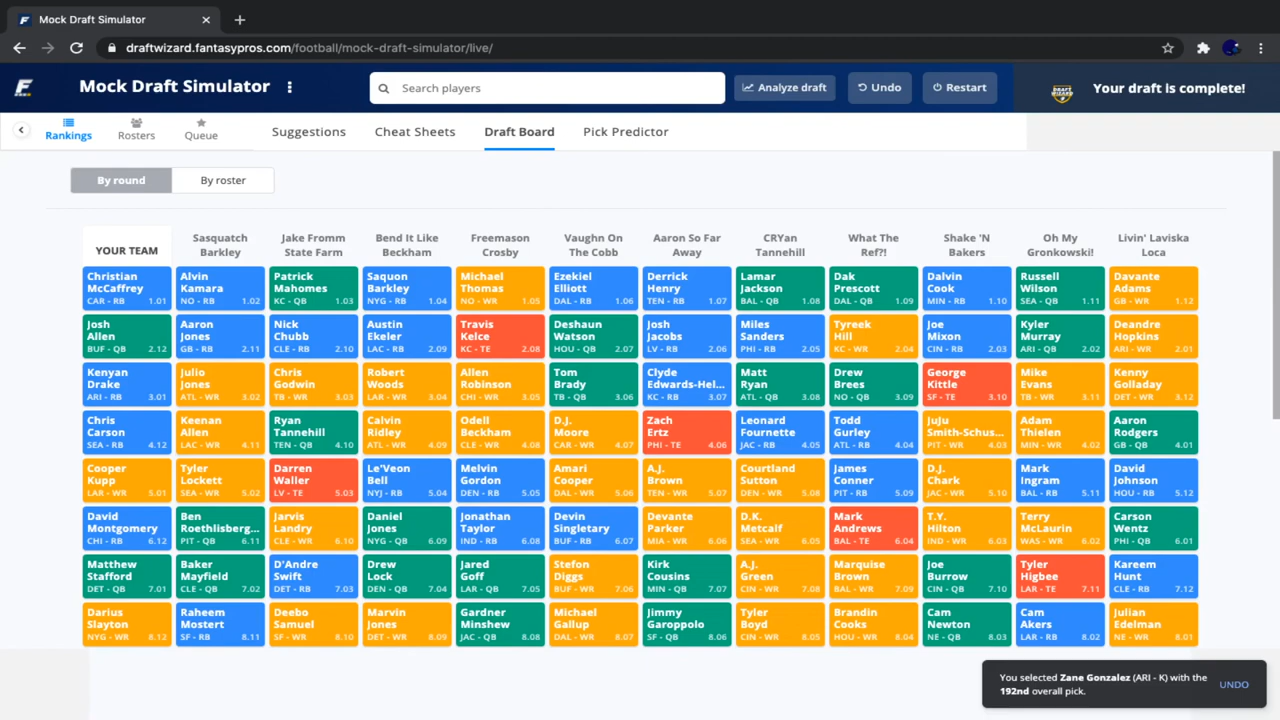 Mock Draft Simulator
draftwizard.fantasypros.com/football/mock-draft-simulator/live/
Mock Draft Simulator
Search players
Analyze draft
Undo
Restart
Your draft is complete!
Rankings
Rosters
Queue
Suggestions
Cheat Sheets
Draft Board
Pick Predictor
By round
By roster
YOUR TEAM
Sasquatch
Barkley
Jake Fromm
State Farm
Bend It Like
Beckham
Freemason
Crosby
Vaughn On
The Cobb
Aaron So Far
Away
CRYan
Tannehill
What The
Ref?!
Shake 'N
Bakers
Oh My
Gronkowski!
Livin' Laviska
Loca
Christian
McCaffrey
CAR - RB 1.01
Alvin
Kamara
NO - RB 1.02
Patrick
Mahomes
KC - QB 1.03
Saquon
Barkley
NYG - RB 1.04
Michael
Thomas
NO - WR 1.05
Ezekiel
Elliott
DAL - RB 1.06
Derrick
Henry
TEN - RB 1.07
Lamar
Jackson
BAL - QB 1.08
Dak
Prescott
DAL - QB 1.09
Dalvin
Cook
MIN - RB 1.10
Russell
Wilson
SEA - QB 1.11
Davante
Adams
GB - WR 1.12
Josh
Allen
BUF - QB 2.12
Aaron
Jones
GB - RB 2.11
Nick
Chubb
CLE - RB 2.10
Austin
Ekeler
LAC - RB 2.09
Travis
Kelce
KC - TE 2.08
Deshaun
Watson
HOU - QB 2.07
Josh
Jacobs
LV - RB 2.06
Miles
Sanders
PHI - RB 2.05
Tyreek
Hill
KC - WR 2.04
Joe
Mixon
CIN - RB 2.03
Kyler
Murray
ARI - QB 2.02
Deandre
Hopkins
ARI - WR 2.01
Kenyan
Drake
ARI - RB 3.01
Julio
Jones
ATL - WR 3.02
Chris
Godwin
TB - WR 3.03
Robert
Woods
LAR - WR 3.04
Allen
Robinson
CHI - WR 3.05
Tom
Brady
TB - QB 3.06
Clyde
Edwards-Hel...
KC - RB 3.07
Matt
Ryan
ATL - QB 3.08
Drew
Brees
NO - QB 3.09
George
Kittle
SF - TE 3.10
Mike
Evans
TB - WR 3.11
Kenny
Golladay
DET - WR 3.12
Chris
Carson
SEA - RB 4.12
Keenan
Allen
LAC - WR 4.11
Ryan
Tannehill
TEN - QB 4.10
Calvin
Ridley
ATL - WR 4.09
Odell
Beckham
CLE - WR 4.08
D.J.
Moore
CAR - WR 4.07
Zach
Ertz
PHI - TE 4.06
Leonard
Fournette
JAC - RB 4.05
Todd
Gurley
ATL - RB 4.04
JuJu
Smith-Schus...
PIT - WR 4.03
Adam
Thielen
MIN - WR 4.02
Aaron
Rodgers
GB - QB 4.01
Cooper
Kupp
LAR - WR 5.01
Tyler
Lockett
SEA - WR 5.02
Darren
Waller
LV - TE 5.03
Le'Veon
Bell
NYJ - RB 5.04
Melvin
Gordon
DEN - RB 5.05
Amari
Cooper
DAL - WR 5.06
A.J.
Brown
TEN - WR 5.07
Courtland
Sutton
DEN - WR 5.08
James
Conner
PIT - RB 5.09
D.J.
Chark
JAC - WR 5.10
Mark
Ingram
BAL - RB 5.11
David
Johnson
HOU - RB 5.12
David
Montgomery
CHI - RB 6.12
Ben
Roethlisberg...
PIT - QB 6.11
Jarvis
Landry
CLE - WR 6.10
Daniel
Jones
NYG - QB 6.09
Jonathan
Taylor
IND - RB 6.08
Devin
Singletary
BUF - RB 6.07
Devante
Parker
MIA - WR 6.06
D.K.
Metcalf
SEA - WR 6.05
Mark
Andrews
BAL - TE 6.04
T.Y.
Hilton
IND - WR 6.03
Terry
McLaurin
WAS - WR 6.02
Carson
Wentz
PHI - QB 6.01
Matthew
Stafford
DET - QB 7.01
Baker
Mayfield
CLE - QB 7.02
D'Andre
Swift
DET - RB 7.03
Drew
Lock
DEN - QB 7.04
Jared
Goff
LAR - QB 7.05
Stefon
Diggs
BUF - WR 7.06
Kirk
Cousins
MIN - QB 7.07
A.J.
Green
CIN - WR 7.08
Marquise
Brown
BAL - WR 7.09
Joe
Burrow
CIN - QB 7.10
Tyler
Higbee
LAR - TE 7.11
Kareem
Hunt
CLE - RB 7.12
Darius
Slayton
NYG - WR 8.12
Raheem
Mostert
SF - RB 8.11
Deebo
Samuel
SF - WR 8.10
Marvin
Jones
DET - WR 8.09
Gardner
Minshew
JAC - QB 8.08
Michael
Gallup
DAL - WR 8.07
Jimmy
Garoppolo
SF - QB 8.06
Tyler
Boyd
CIN - WR 8.05
Brandin
Cooks
HOU - WR 8.04
Cam
Newton
NE - QB 8.03
Cam
Akers
LAR - RB 8.02
Julian
Edelman
NE - WR 8.01
You selected Zane Gonzalez (ARI - K) with the
192nd overall pick.
UNDO